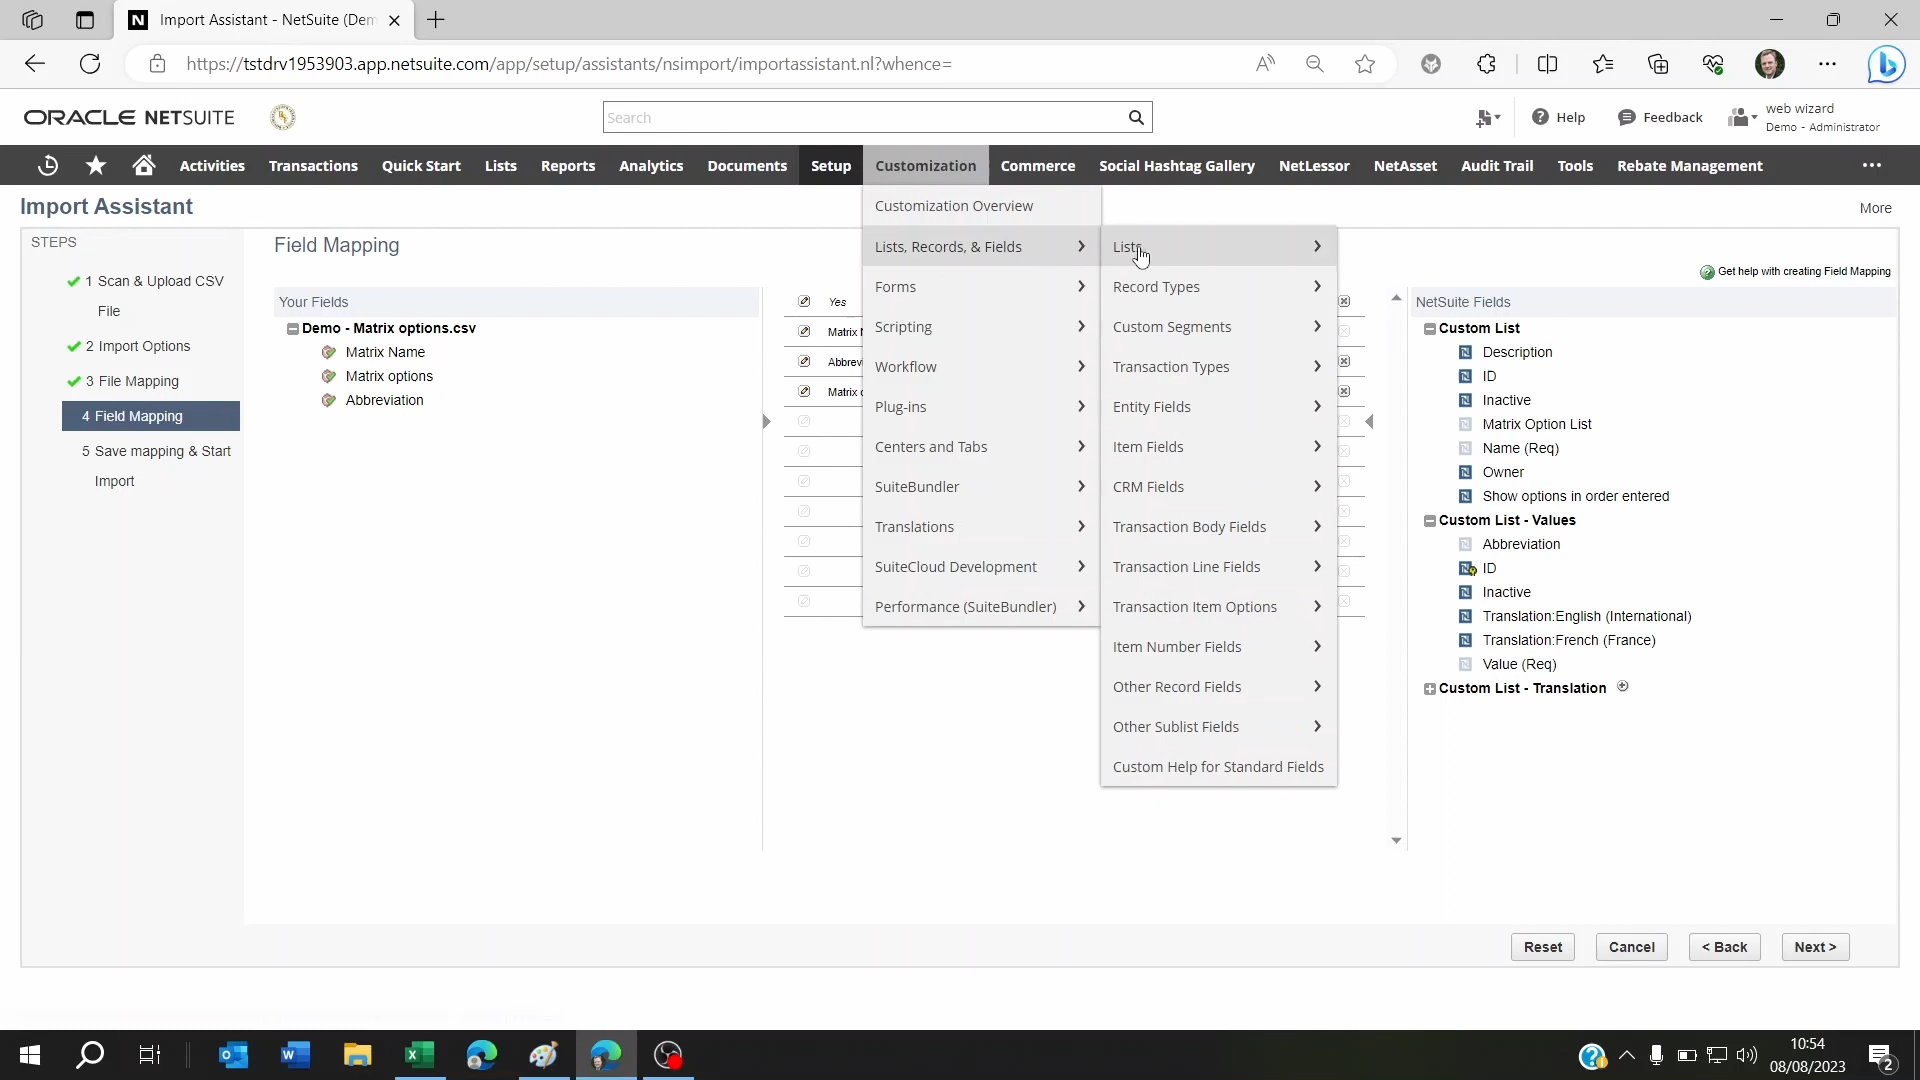 Import Assistant - NetSuite (Dem
https://tstdrv1953903.app.netsuite.com/app/setup/assistants/nsimport/importassistant.nl?whence=
ORACLE NETSUITE
Search
Help
Feedback
web wizard
Demo - Administrator
Activities
Transactions
Quick Start
Lists
Reports
Analytics
Documents
Setup
Customization
Commerce
Social Hashtag Gallery
NetLessor
NetAsset
Audit Trail
Tools
Rebate Management
Import Assistant
More
STEPS
1 Scan & Upload CSV
File
2 Import Options
3 File Mapping
4 Field Mapping
5 Save mapping & Start
Import
Field Mapping
Get help with creating Field Mapping
Your Fields
Demo - Matrix options.csv
Matrix Name
Matrix options
Abbreviation
Yes
Matrix
Abbrevi
Matrix
Customization Overview
Lists, Records, & Fields
Forms
Scripting
Workflow
Plug-ins
Centers and Tabs
SuiteBundler
Translations
SuiteCloud Development
Performance (SuiteBundler)
Lists
Record Types
Custom Segments
Transaction Types
Entity Fields
Item Fields
CRM Fields
Transaction Body Fields
Transaction Line Fields
Transaction Item Options
Item Number Fields
Other Record Fields
Other Sublist Fields
Custom Help for Standard Fields
NetSuite Fields
Custom List
Description
ID
Inactive
Matrix Option List
Name (Req)
Owner
Show options in order entered
Custom List - Values
Abbreviation
ID
Inactive
Translation:English (International)
Translation:French (France)
Value (Req)
Custom List - Translation
Reset
Cancel
< Back
Next >
10:54
08/08/2023
2